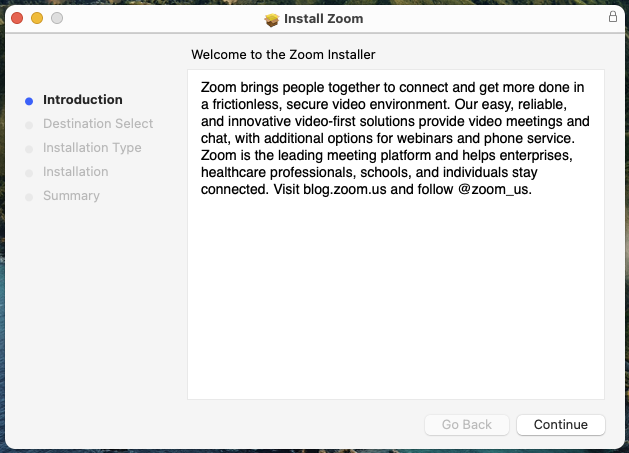 Install Zoom
Welcome to the Zoom Installer
Introduction
Destination Select
Installation Type
Installation
Summary
Zoom brings people together to connect and get more done in
a frictionless, secure video environment. Our easy, reliable,
and innovative video-first solutions provide video meetings and
chat, with additional options for webinars and phone service.
Zoom is the leading meeting platform and helps enterprises,
healthcare professionals, schools, and individuals stay
connected. Visit blog.zoom.us and follow @zoom_us.
Go Back
Continue